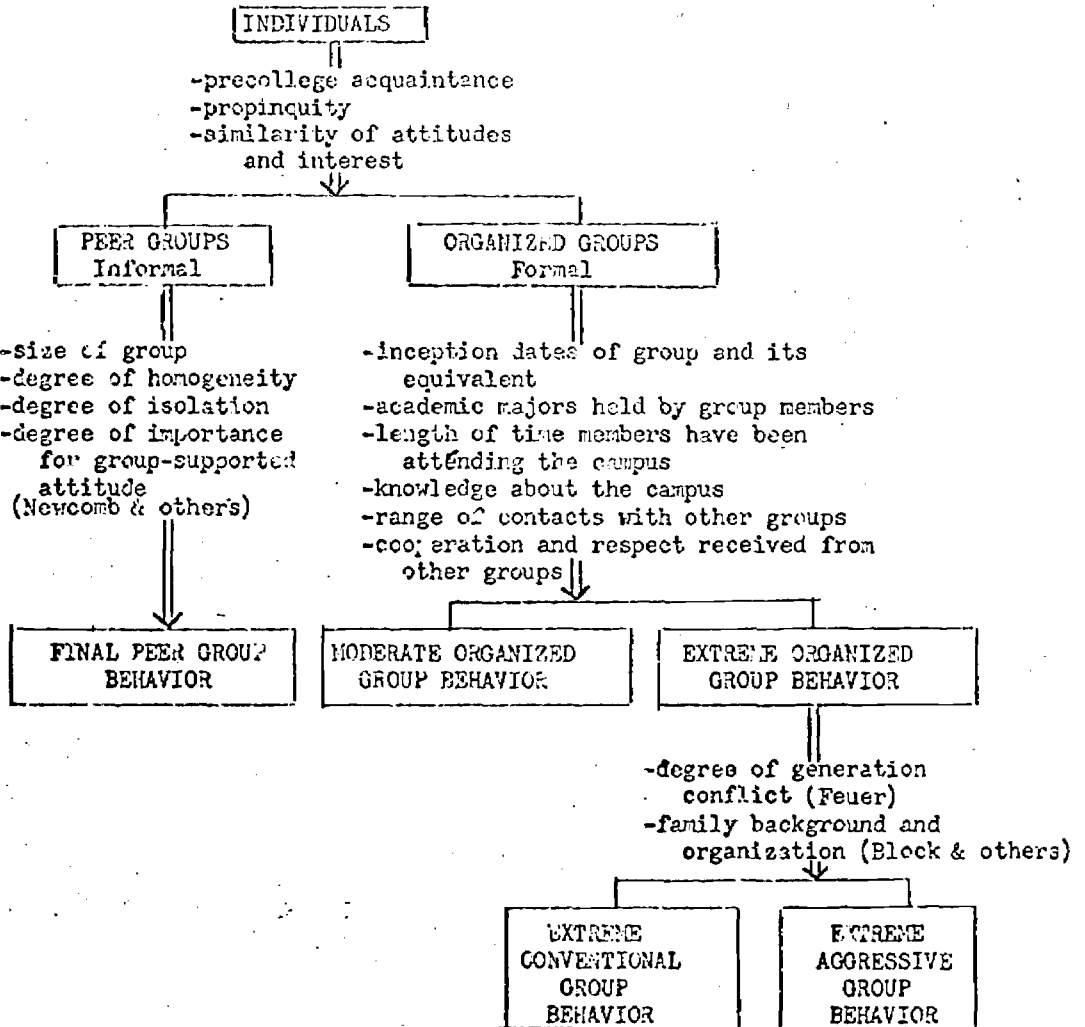 INDIVIDUALS
-precollege acquaintance
-propinquity
-similarity of attitudes
and interest
PEER GROUPS
Informal
ORGANIZED GROUPS
Formal
-size of group
-degree of homogeneity
-degree of isolation
-degree of importance
for group-supported
attitude
(Newcomb & others)
-inception dates of group and its
equivalent
-academic majors held by group members
-length of time members have been
attending the campus
-knowledge about the campus
-range of contacts with other groups
-cooperation and respect received from
other groups
FINAL PEER GROUP
BEHAVIOR
MODERATE ORGANIZED
GROUP BEHAVIOR
EXTREME ORGANIZED
GROUP BEHAVIOR
-degree of generation
conflict (Feuer)
-family background and
organization (Block & others)
EXTREME
CONVENTIONAL
GROUP
BEHAVIOR
EXTREME
AGGRESSIVE
GROUP
BEHAVIOR